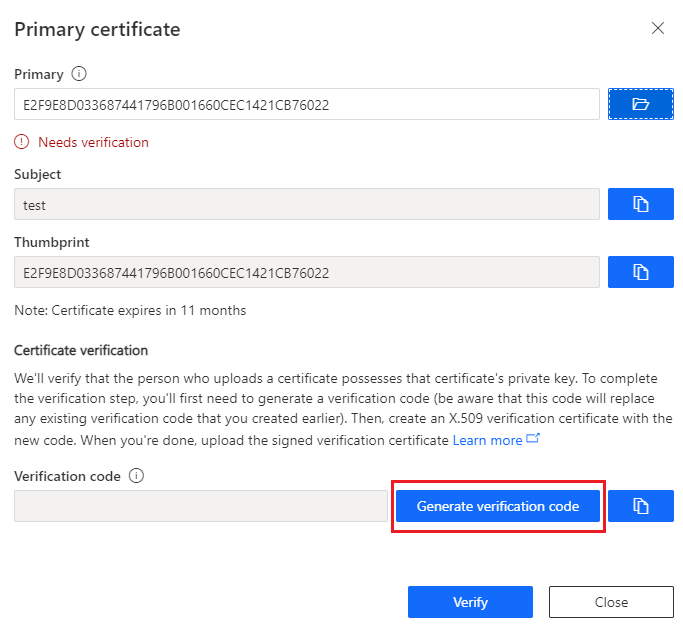 Primary certificate
Primary
E2F9E8D033687441796B001660CEC1421CB76022
Needs verification
Subject
test
Thumbprint
E2F9E8D033687441796B001660CEC1421CB76022
Note: Certificate expires in 11 months
Certificate verification
We'll verify that the person who uploads a certificate possesses that certificate's private key. To complete
the verification step, you'll first need to generate a verification code (be aware that this code will replace
any existing verification code that you created earlier). Then, create an X.509 verification certificate with the
new code. When you're done, upload the signed verification certificate Learn more
Verification code
Generate verification code
Verify
Close